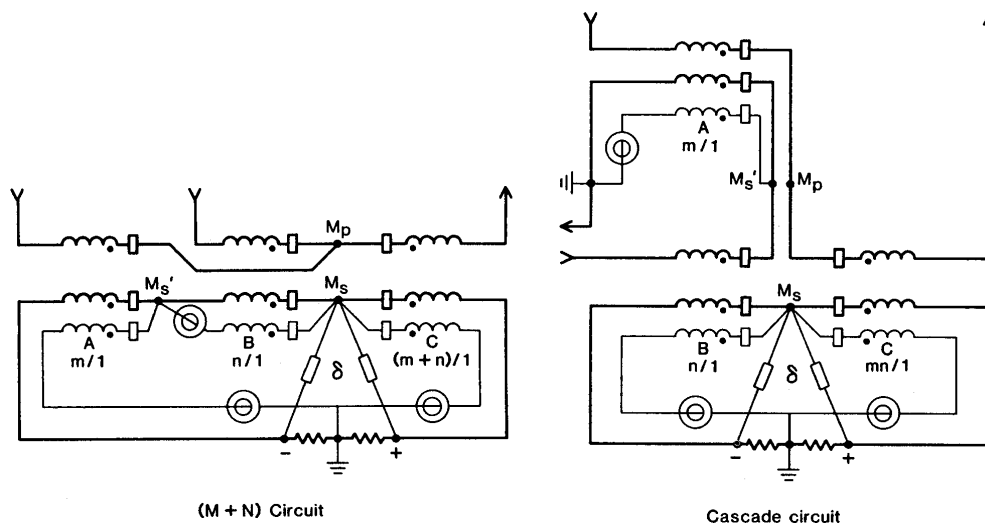 Mp
Ms'
Ms
A
m/1
B
n/1
C
(m+n)/1
δ
-
+
(M + N) Circuit
A
m/1
Ms'
Mp
Ms
B
n/1
C
mn/1
δ
-
+
Cascade circuit